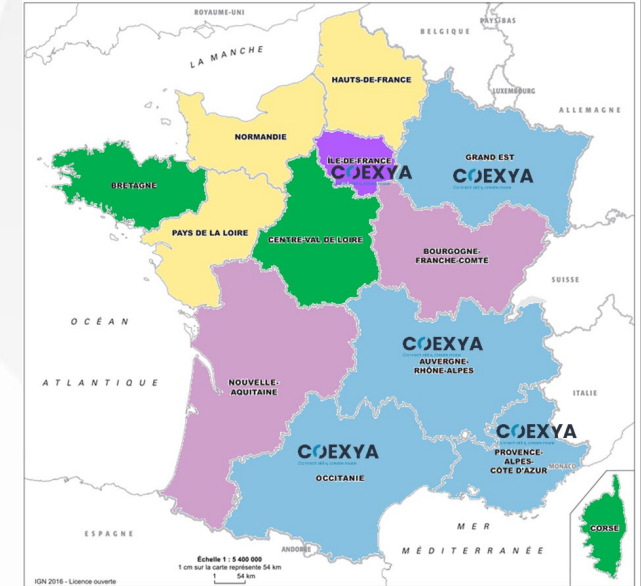 ROYAUME-UNI
PAYS-BAS
BELGIQUE
LA MANCHE
HAUTS-DE-FRANCE
LUXEMBOURG
ALLEMAGNE
NORMANDIE
ÎLE-DE-FRANCE
COEXYA
GRAND EST
COEXYA
BRETAGNE
PAYS DE LA LOIRE
CENTRE-VAL DE LOIRE
BOURGOGNE-
FRANCHE-COMTE
SUISSE
OCÉAN
ATLANTIQUE
COEXYA
AUVERGNE-
RHÔNE-ALPES
NOUVELLE-
AQUITAINE
ITALIE
COEXYA
PROVENCE-
ALPES-
CÔTE D'AZUR
MONACO
COEXYA
OCCITANIE
CORSE
MER
MÉDITERRANÉE
ESPAGNE
ANDORRE
Échelle 1 : 5 400 000
1 cm sur la carte représente 54 km
1 54 km
IGN 2016 - Licence ouverte